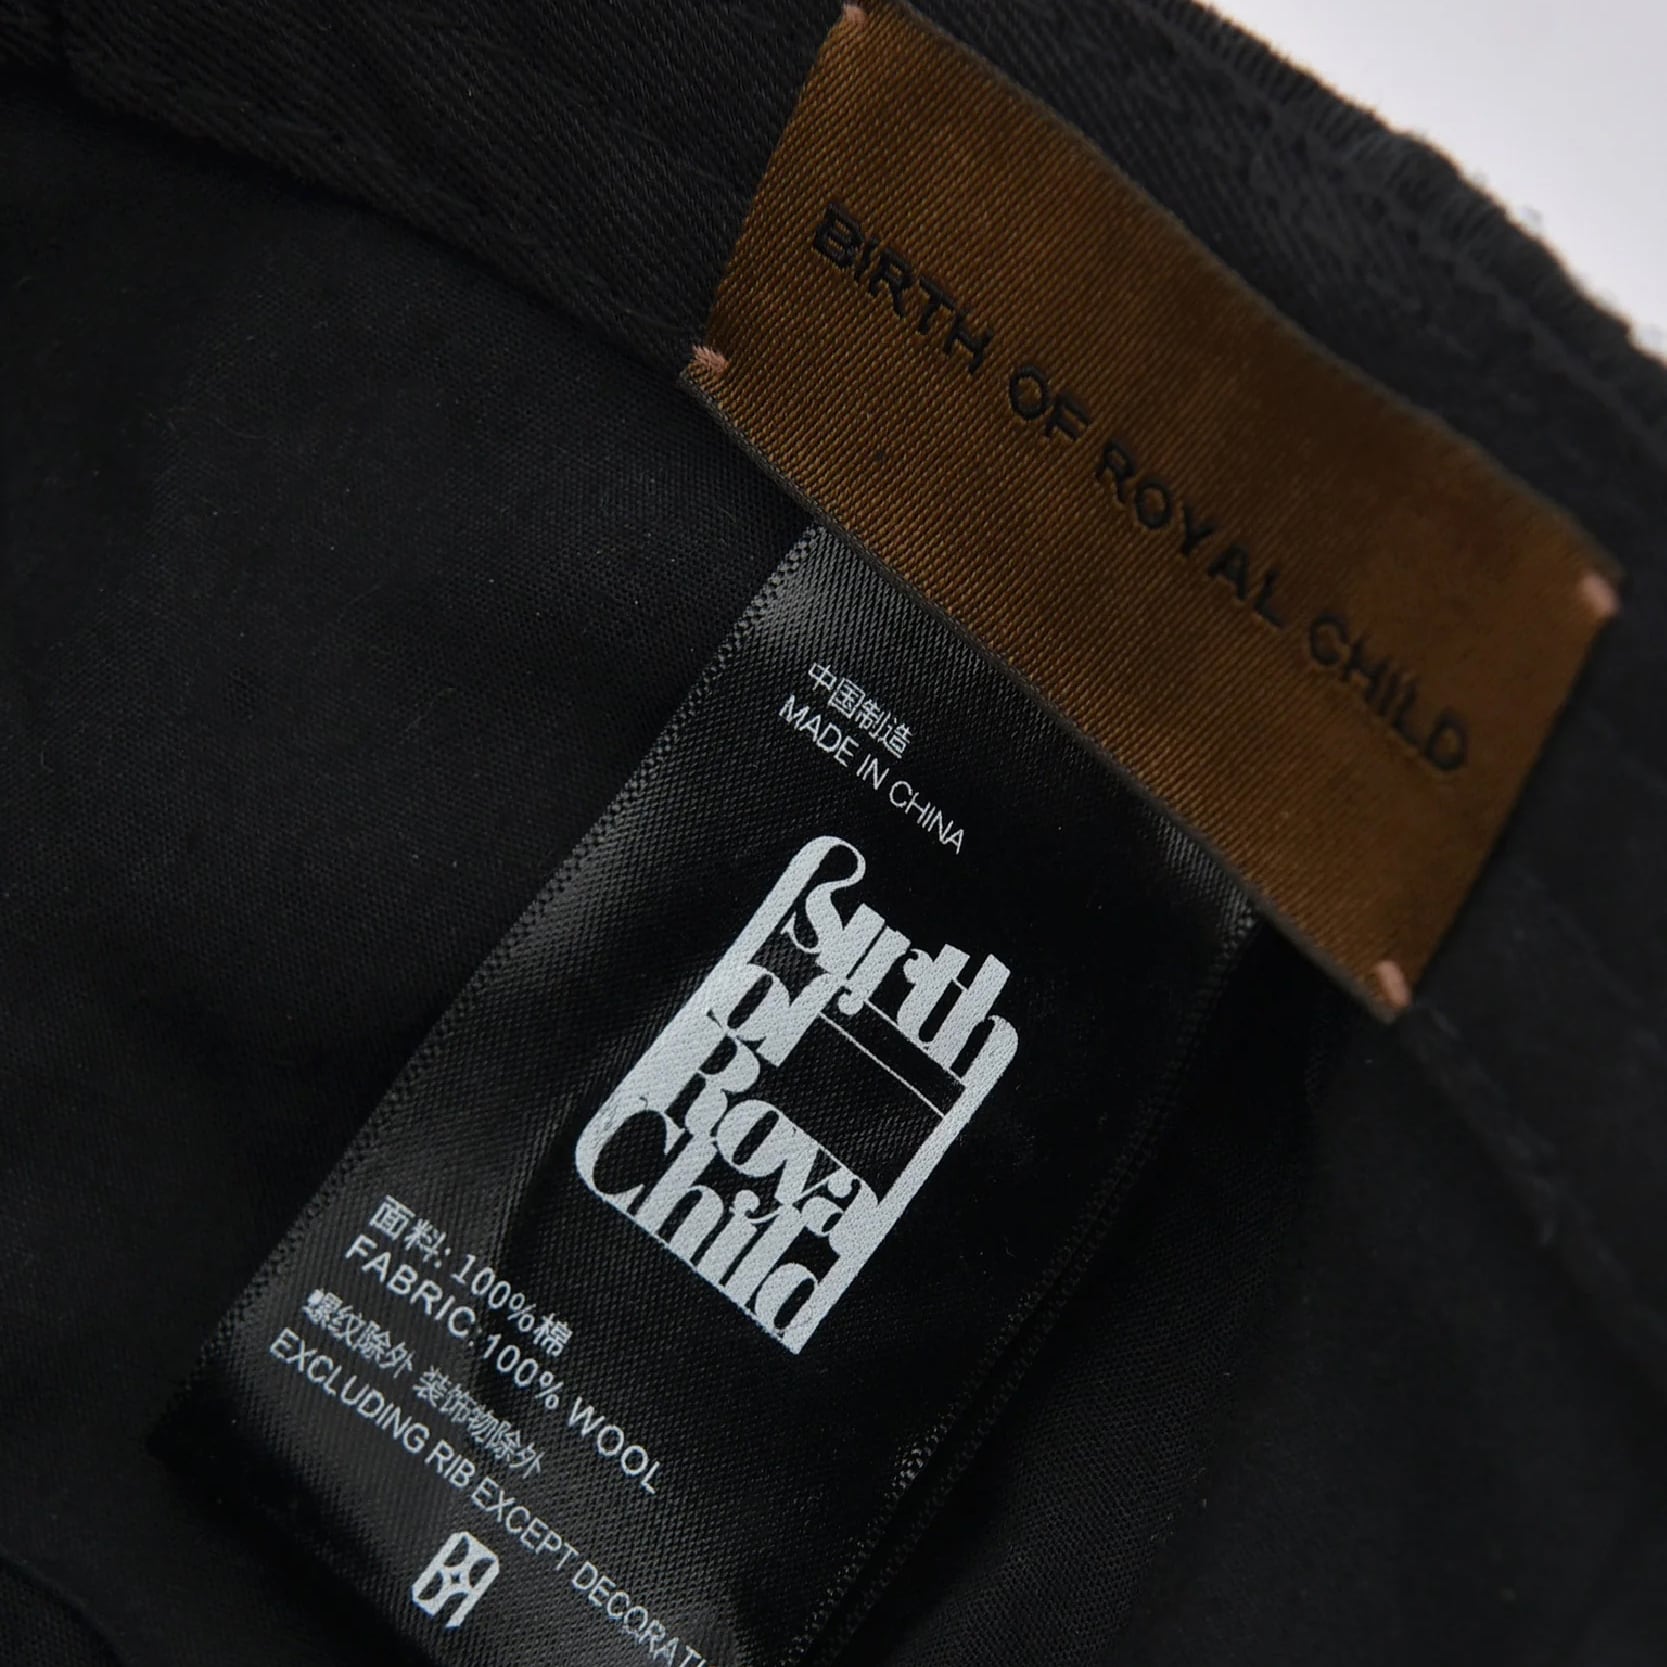 BIRTH OF ROYAL CHILD
中国制造
MADE IN CHINA
Birth
of
Royal
Child
面料: 100%棉
FABRIC: 100% WOOL
螺纹除外 装饰物除外
EXCLUDING RIB EXCEPT DECORATI